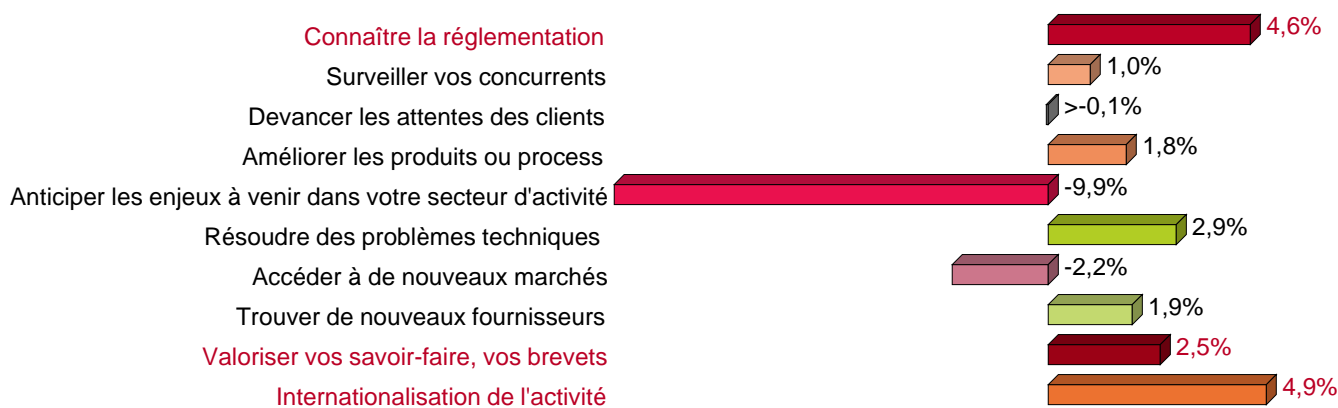 Connaître la réglementation 4,6%
Surveiller vos concurrents 1,0%
Devancer les attentes des clients >-0,1%
Améliorer les produits ou process 1,8%
Anticiper les enjeux à venir dans votre secteur d'activité -9,9%
Résoudre des problèmes techniques 2,9%
Accéder à de nouveaux marchés -2,2%
Trouver de nouveaux fournisseurs 1,9%
Valoriser vos savoir-faire, vos brevets 2,5%
Internationalisation de l'activité 4,9%